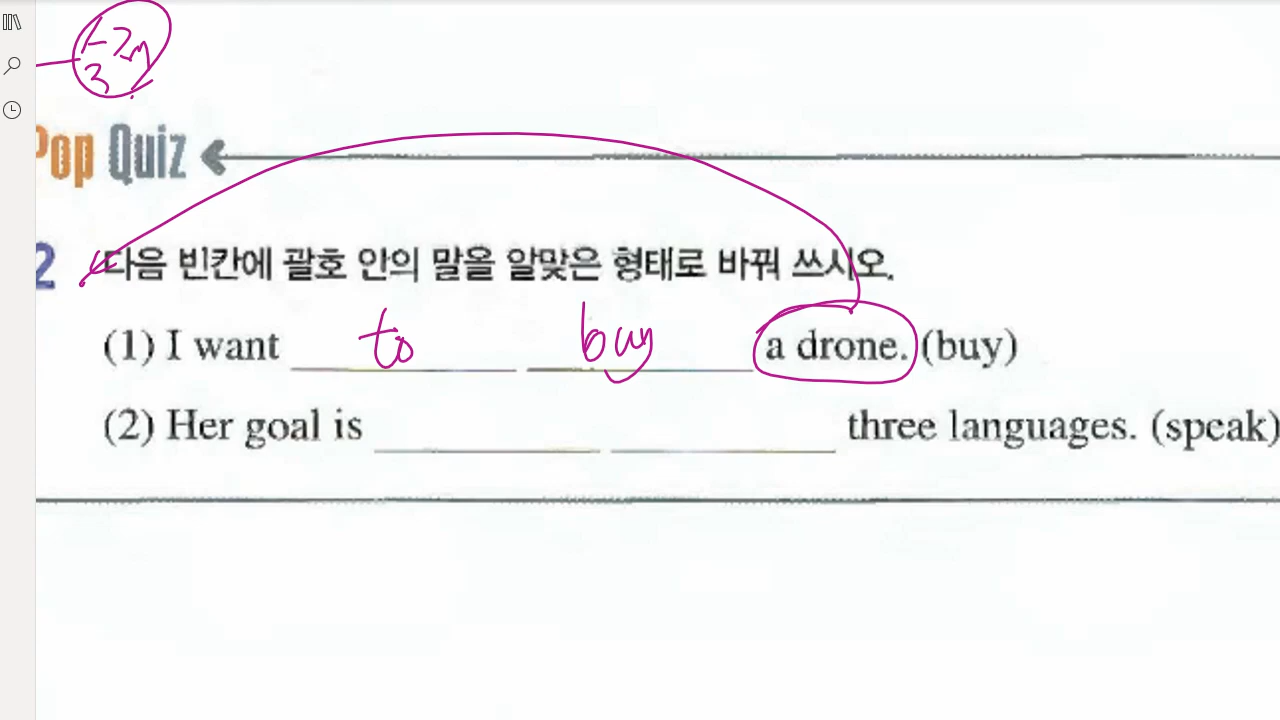 Pop Quiz
2 다음 빈칸에 괄호 안의 말을 알맞은 형태로 바꿔 쓰시오.
(1) I want to buy a drone. (buy)
(2) Her goal is three languages. (speak)